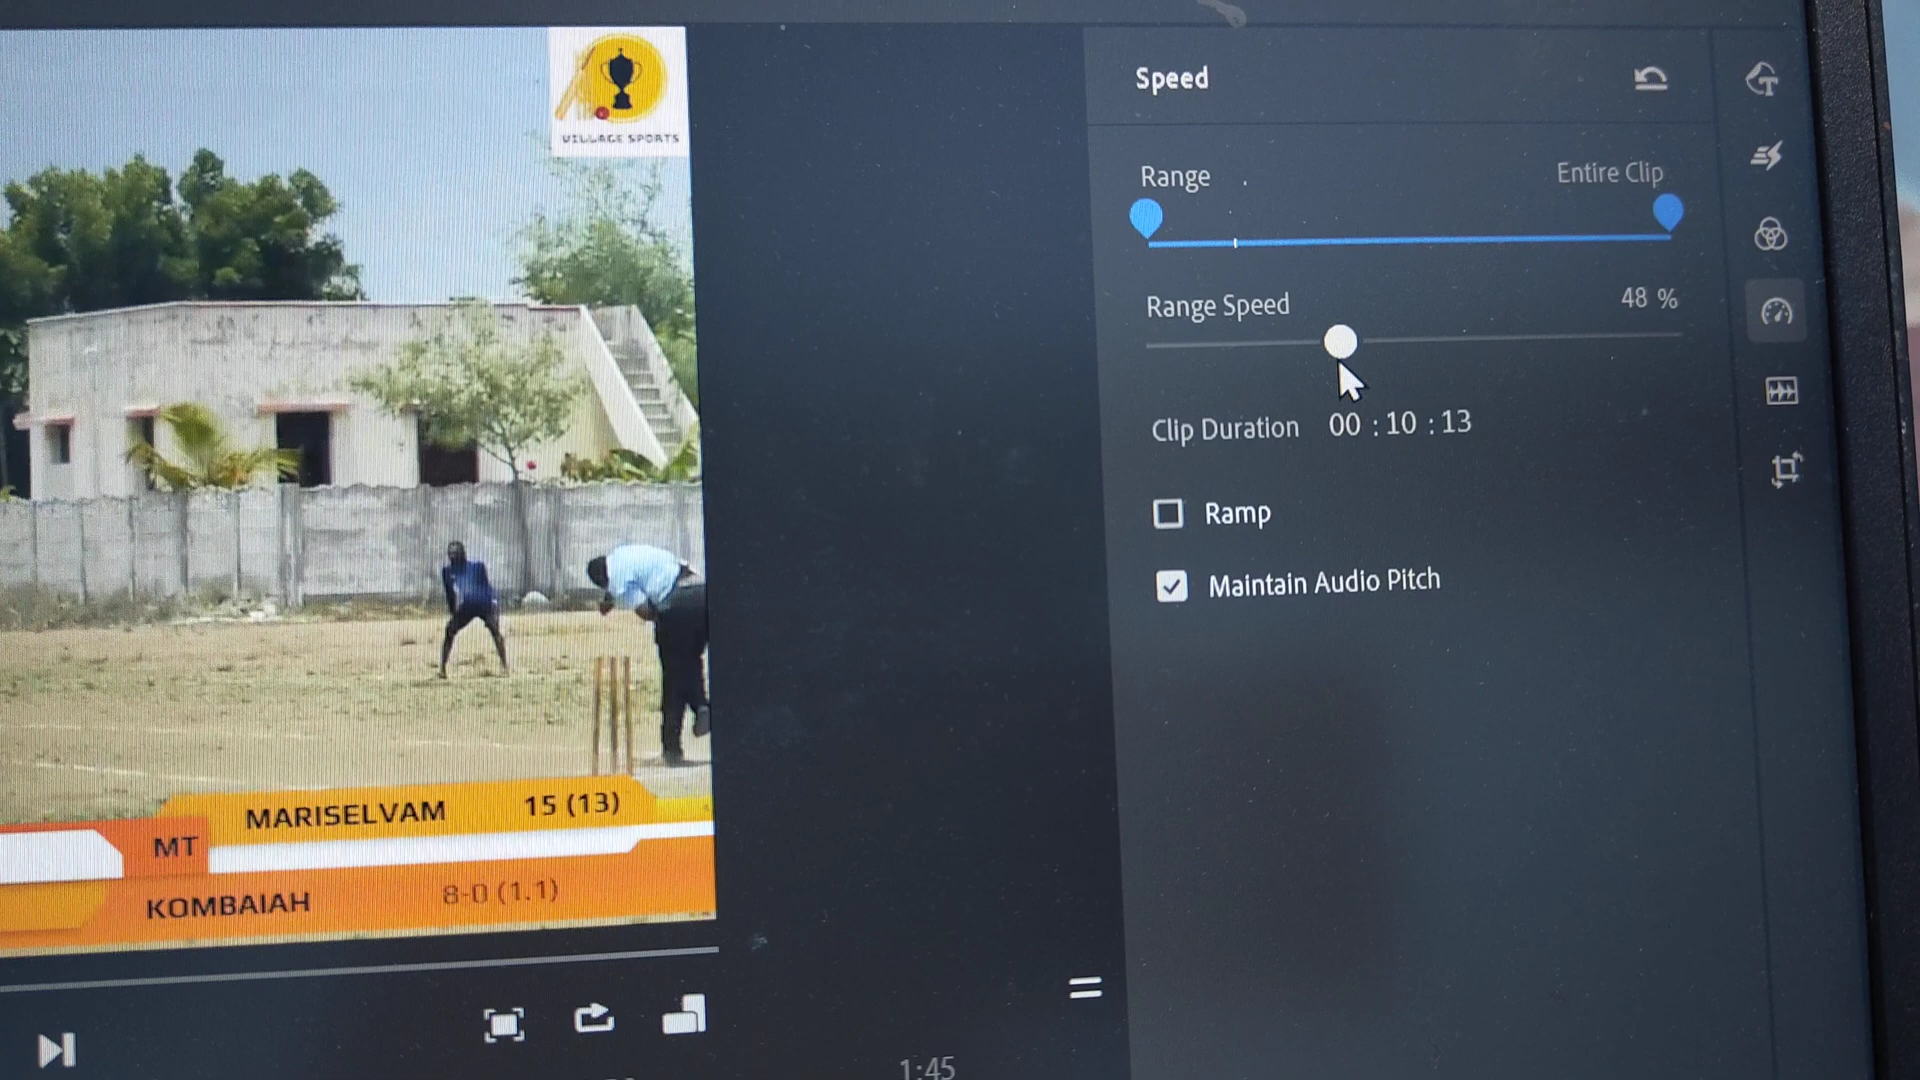 VILLAGE SPORTS
MARISELVAM 15 (13)
MT
KOMBAIAH 8-0 (1.1)
1:45
Speed
Range Entire Clip
Range Speed 48 %
Clip Duration 00 : 10 : 13
Ramp
Maintain Audio Pitch